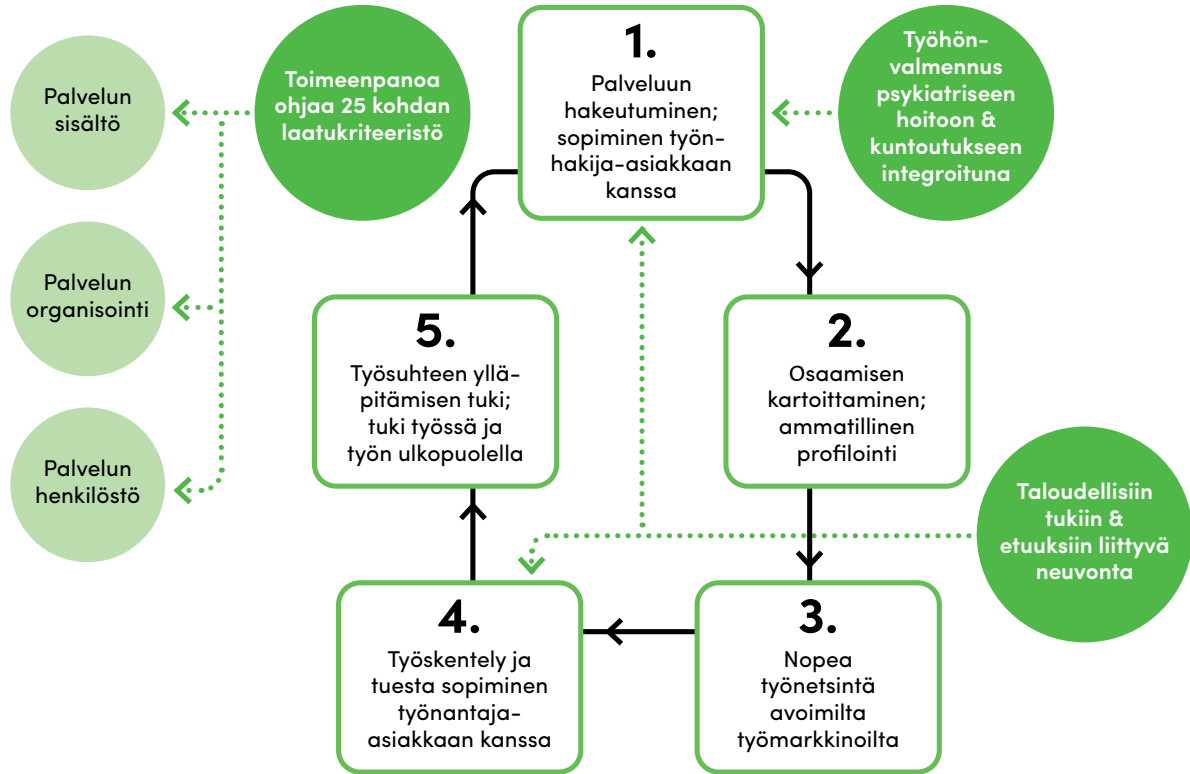 Palvelun
sisältö
Palvelun
organisointi
Palvelun
henkilöstö
Toimeenpanoa
ohjaa 25 kohdan
laatukriteeristö
1.
Palveluun
hakeutuminen;
sopiminen työn-
hakija-asiakkaan
kanssa
Työhön-
valmennus
psykiatriseen
hoitoon &
kuntoutukseen
integroituna
2.
Osaamisen
kartoittaminen;
ammatillinen
profilointi
Taloudellisiin
tukiin &
etuuksiin liittyvä
neuvonta
3.
Nopea
työnetsintä
avoimilta
työmarkkinoilta
4.
Työskentely ja
tuesta sopiminen
työnantaja-
asiakkaan kanssa
5.
Työsuhteen yllä-
pitämisen tuki;
tuki työssä ja
työn ulkopuolella